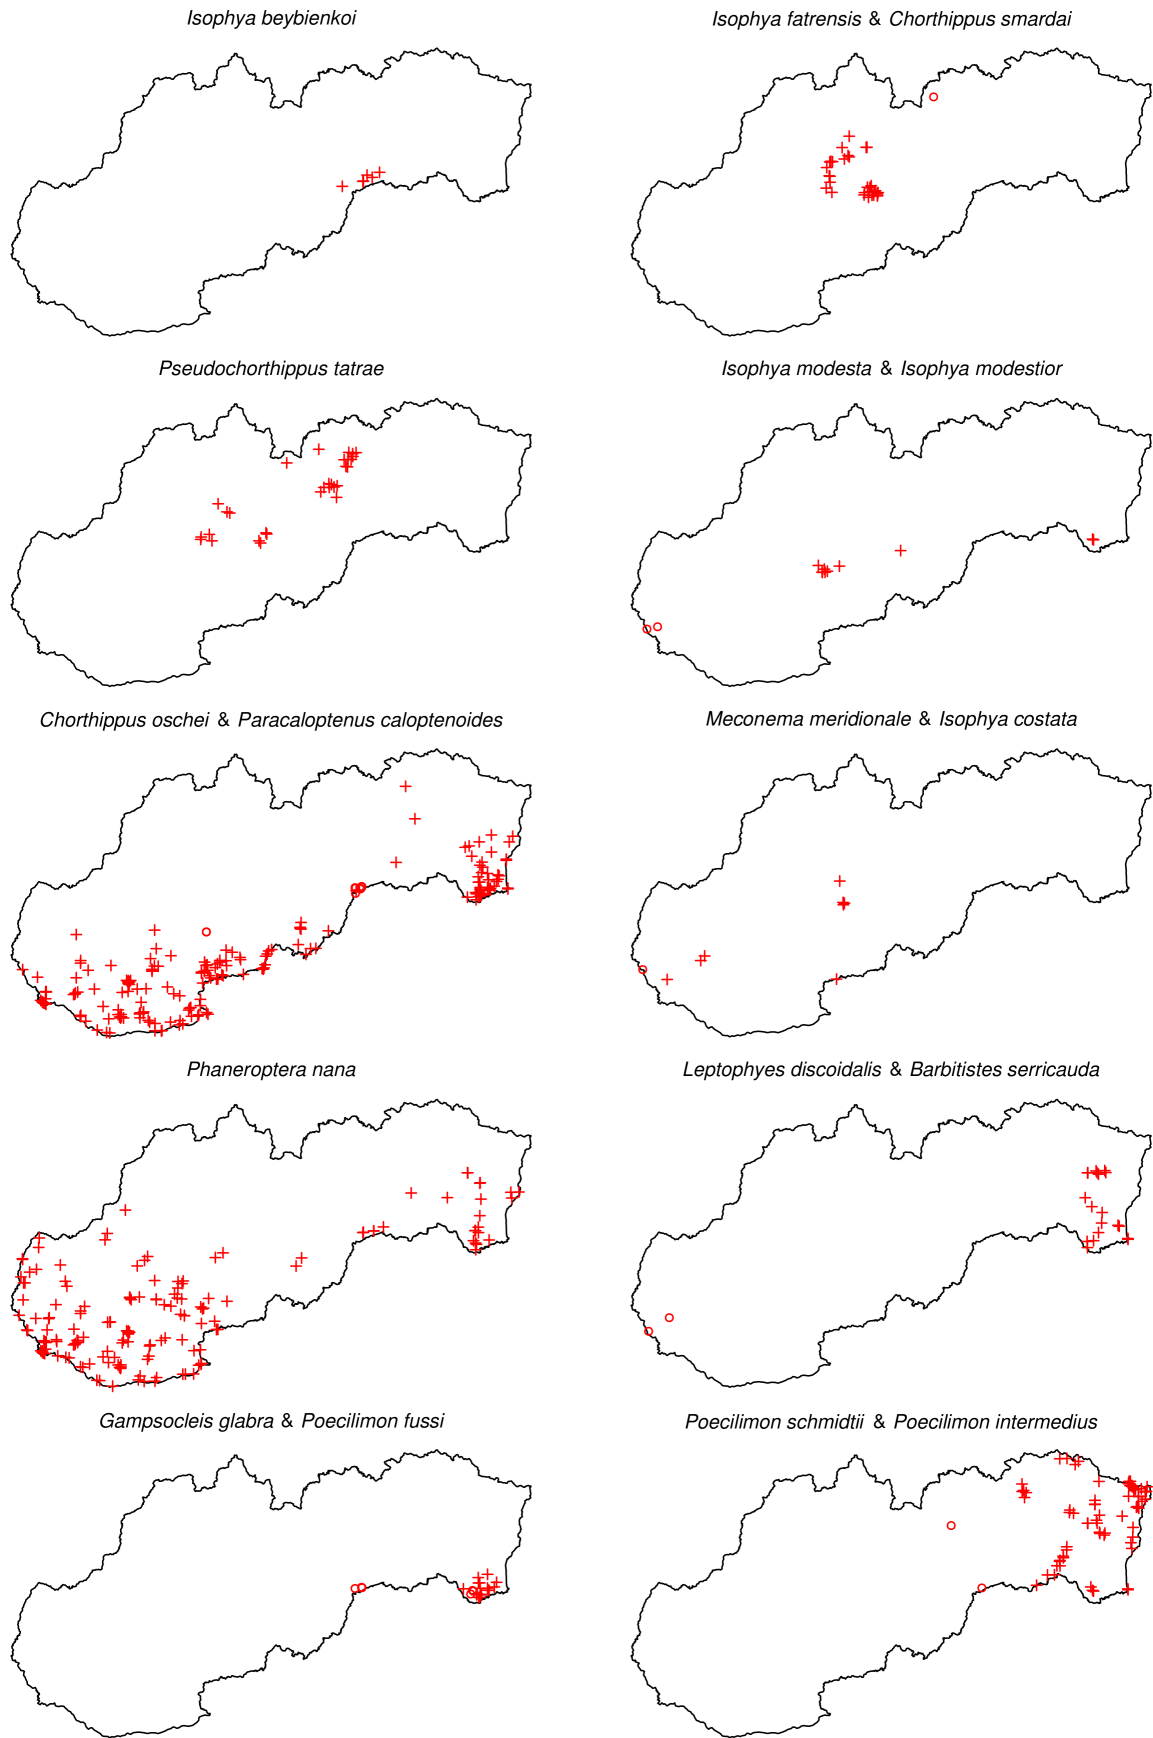 Isophya beybienkoi
Isophya fatrensis & Chorthippus smardai
Pseudochorthippus tatrae
Isophya modesta & Isophya modestior
Chorthippus oschei & Paracaloptenus caloptenoides
Meconema meridionale & Isophya costata
Phaneroptera nana
Leptophyes discoidalis & Barbitistes serricauda
Gampsocleis glabra & Poecilimon fussi
Poecilimon schmidtii & Poecilimon intermedius